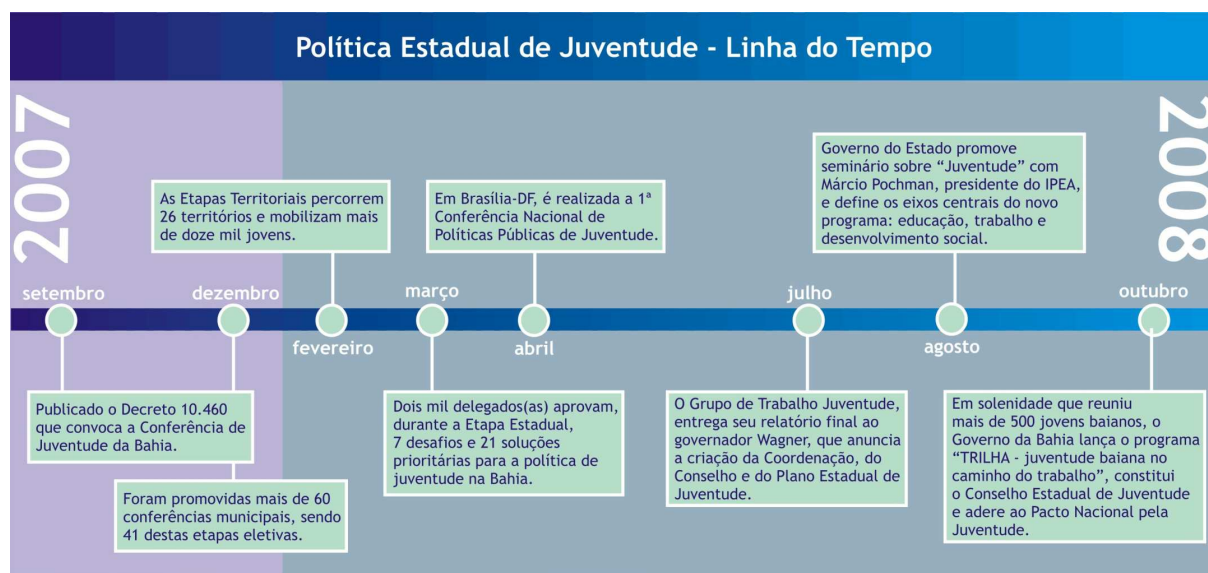 Política Estadual de Juventude - Linha do Tempo
2007
2008
setembro
Publicado o Decreto 10.460
que convoca a Conferência de
Juventude da Bahia.
dezembro
Foram promovidas mais de 60
conferências municipais, sendo
41 destas etapas eletivas.
As Etapas Territoriais percorrem
26 territórios e mobilizam mais
de doze mil jovens.
fevereiro
março
Dois mil delegados(as) aprovam,
durante a Etapa Estadual,
7 desafios e 21 soluções
prioritárias para a política de
juventude na Bahia.
Em Brasília-DF, é realizada a 1ª
Conferência Nacional de
Políticas Públicas de Juventude.
abril
julho
O Grupo de Trabalho Juventude,
entrega seu relatório final ao
governador Wagner, que anuncia
a criação da Coordenação, do
Conselho e do Plano Estadual de
Juventude.
Governo do Estado promove
seminário sobre “Juventude” com
Márcio Pochman, presidente do IPEA,
e define os eixos centrais do novo
programa: educação, trabalho e
desenvolvimento social.
agosto
outubro
Em solenidade que reuniu
mais de 500 jovens baianos, o
Governo da Bahia lança o programa
“TRILHA - juventude baiana no
caminho do trabalho”, constitui
o Conselho Estadual de Juventude
e adere ao Pacto Nacional pela
Juventude.